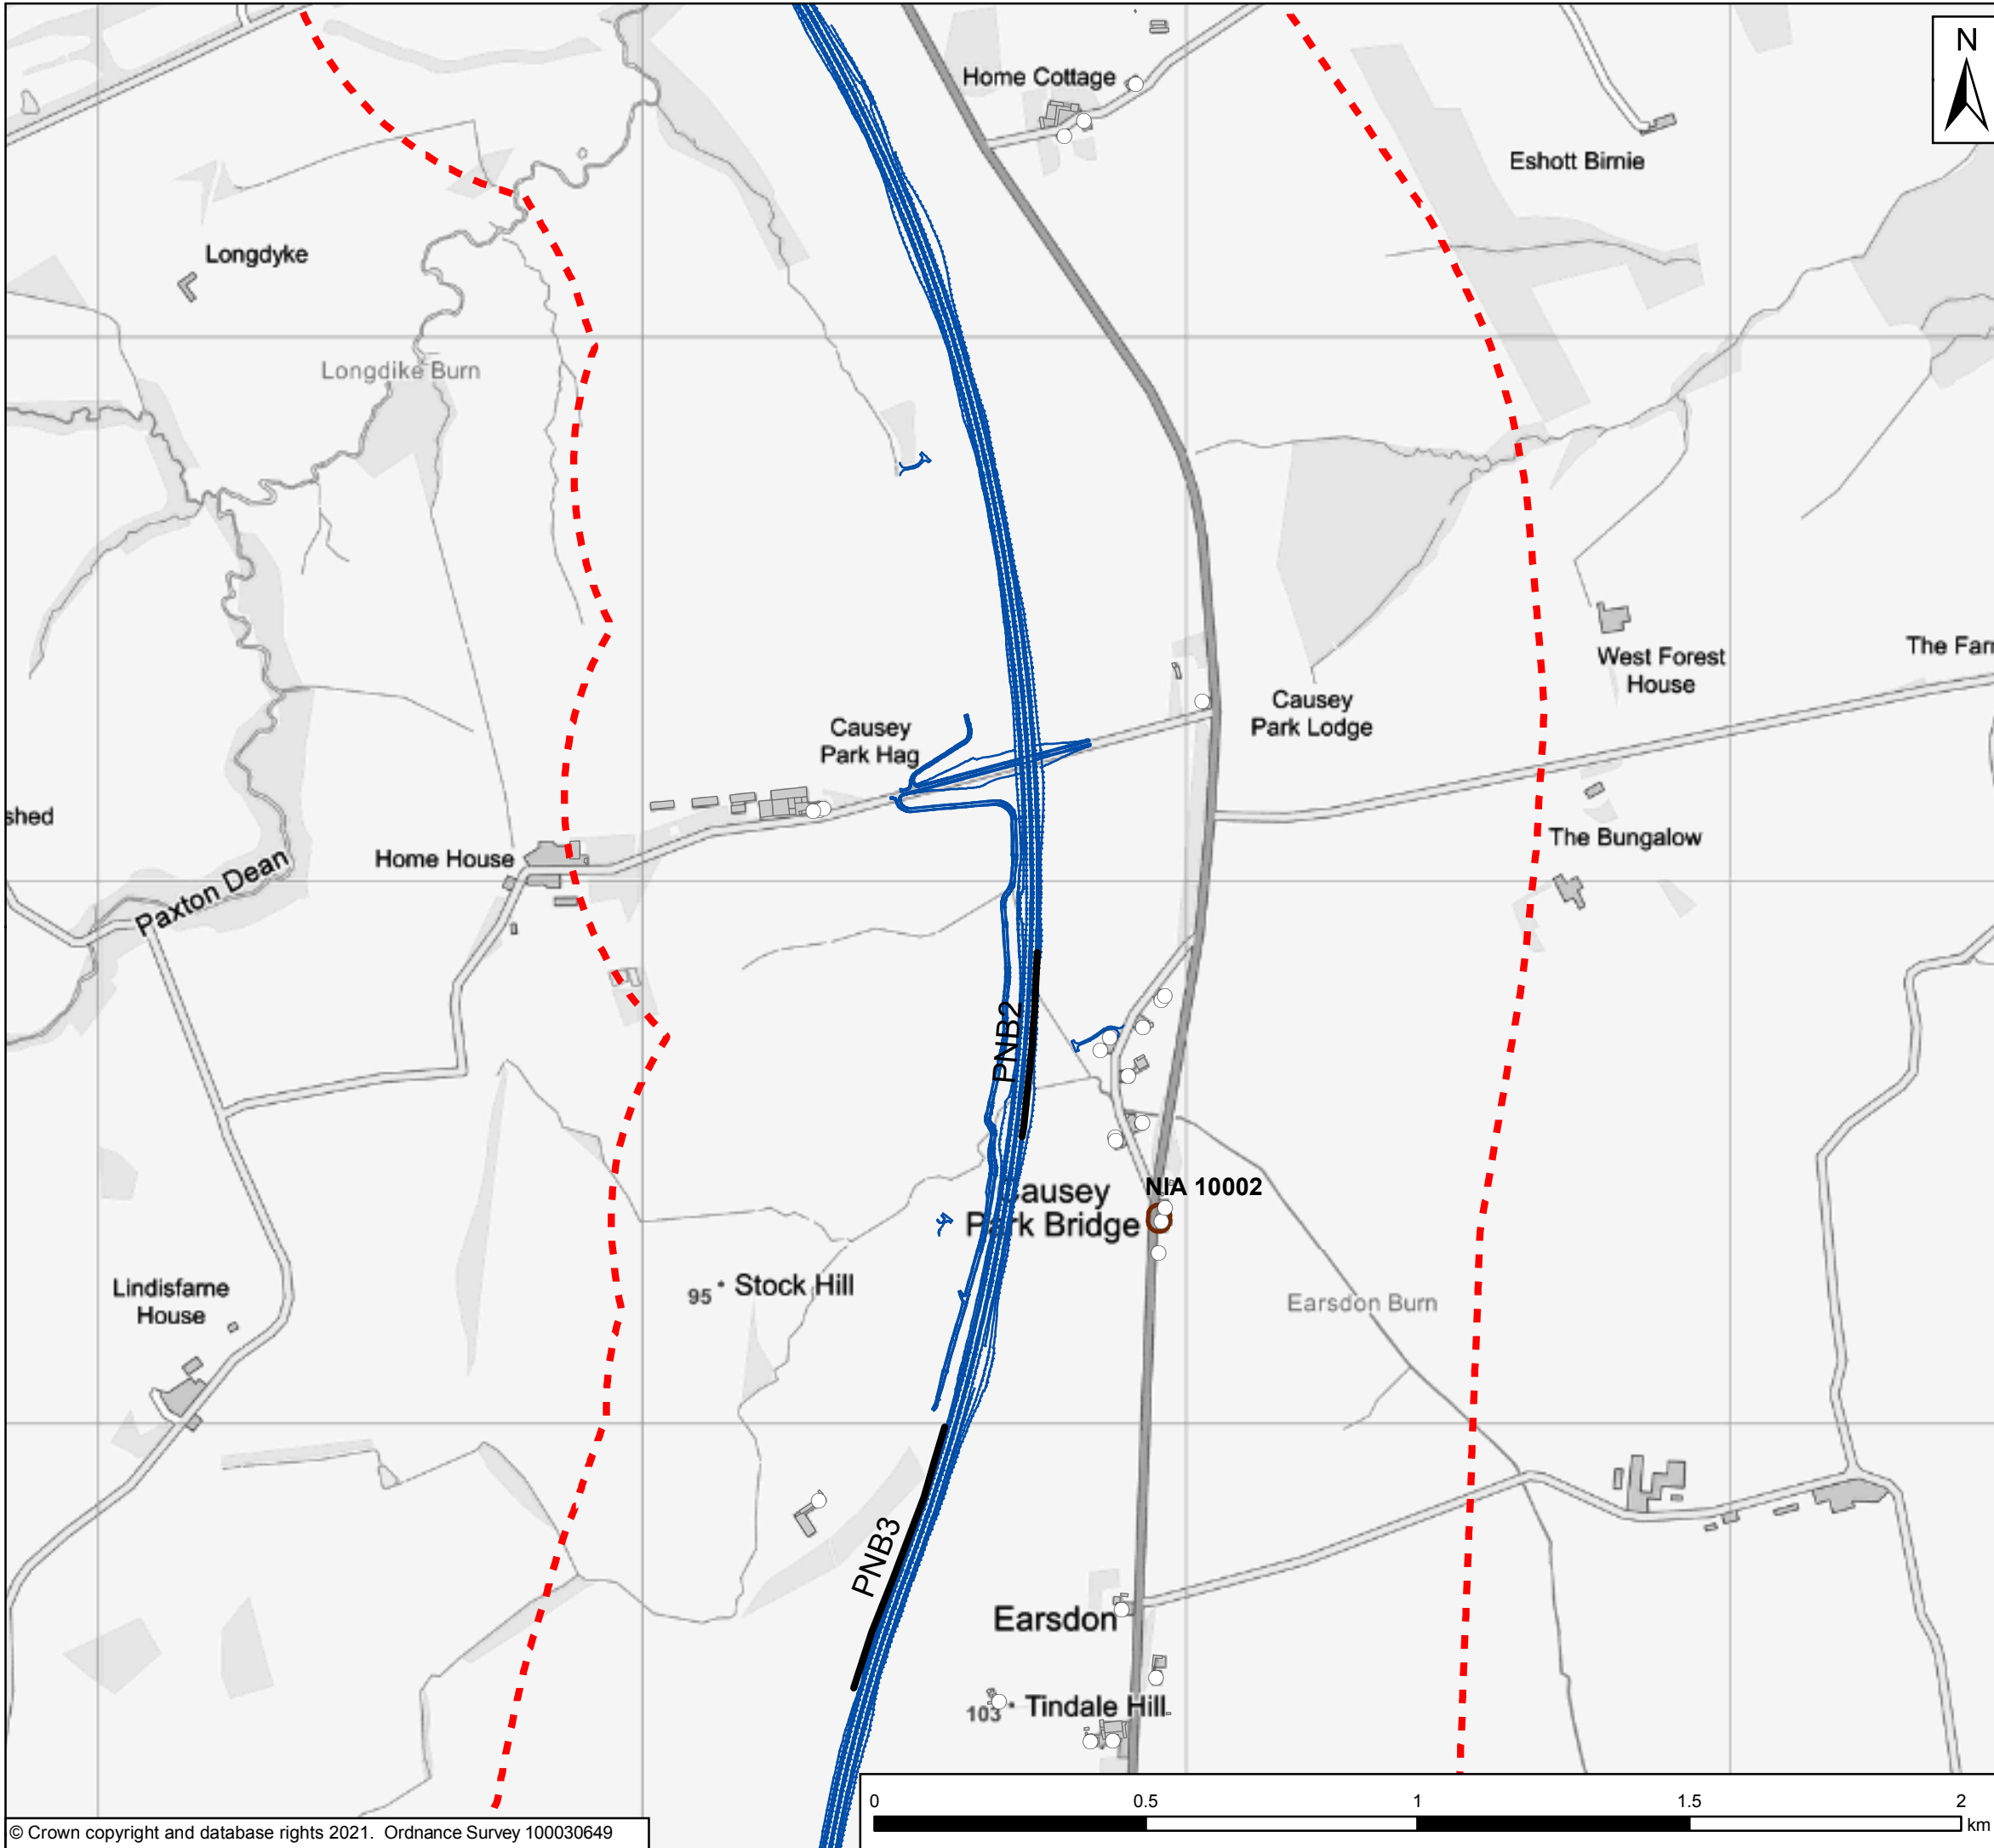 N
Home Cottage
Eshott Birnie
Longdyke
Longdike Burn
West Forest
House
The Farm
Causey
Park Lodge
Causey
Park Hag
shed
The Bungalow
Home House
Paxton Dean
PNB2
NIA 10002
Causey
Park Bridge
Lindisfarne
House
95 Stock Hill
Earsdon Burn
PNB3
Earsdon
103 Tindale Hill
0 0.5 1 1.5 2
km
© Crown copyright and database rights 2021. Ordnance Survey 100030649